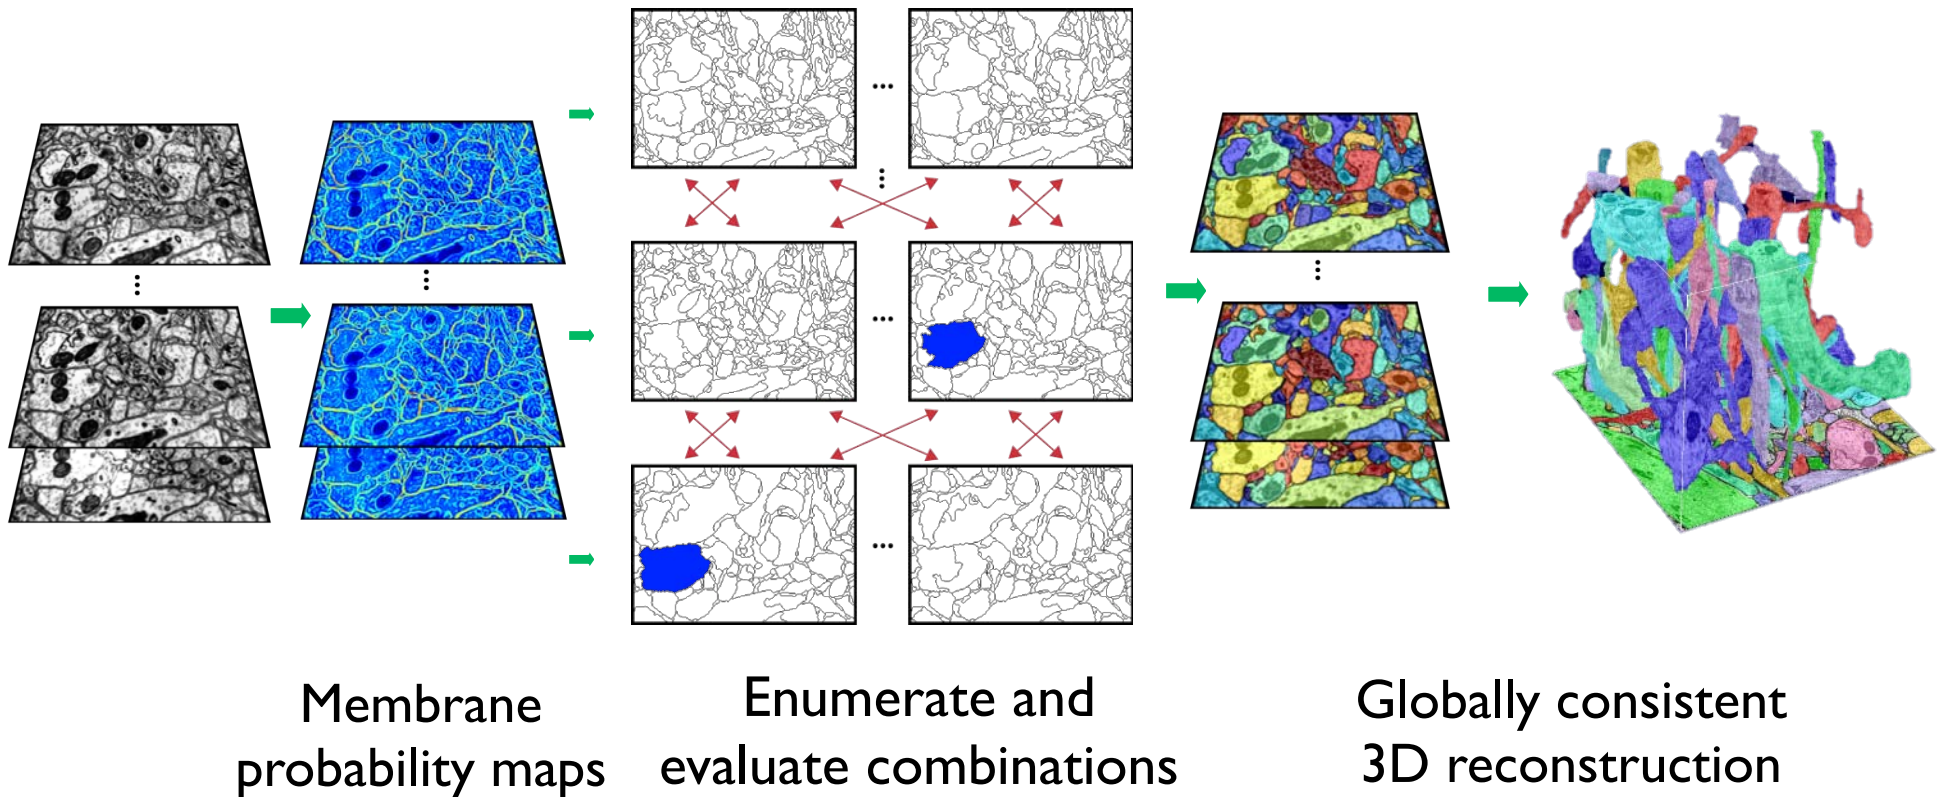 Membrane
probability maps
Enumerate and
evaluate combinations
Globally consistent
3D reconstruction